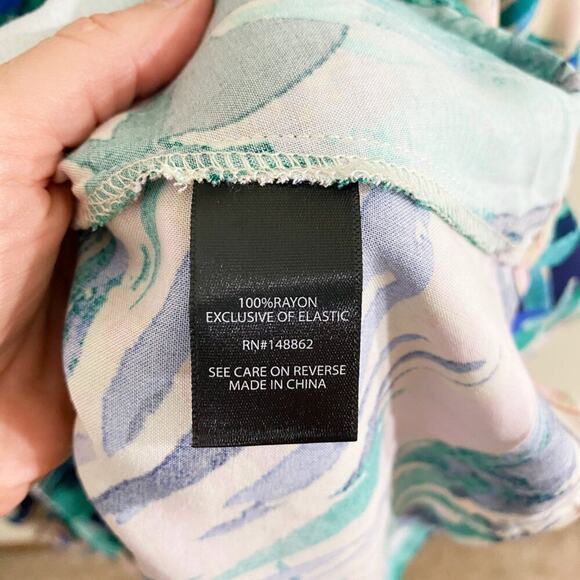 100%RAYON
EXCLUSIVE OF ELASTIC
RN#148862
SEE CARE ON REVERSE
MADE IN CHINA